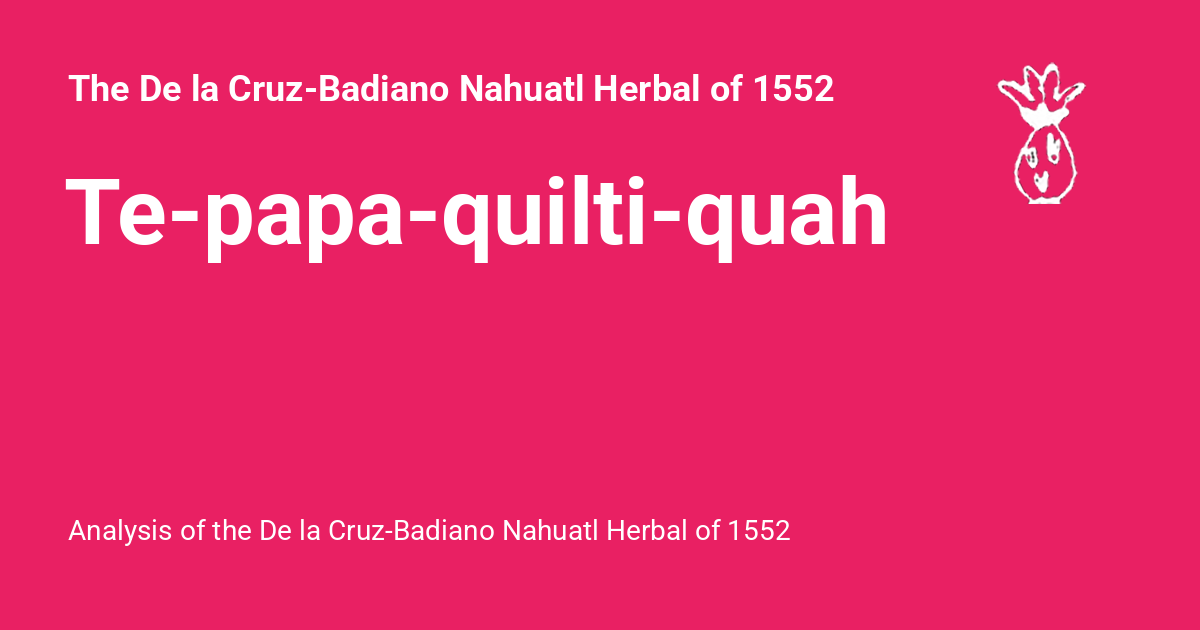 The De la Cruz-Badiano Nahuatl Herbal of 1552
Te-papa-quilti-quah
Analysis of the De la Cruz-Badiano Nahuatl Herbal of 1552